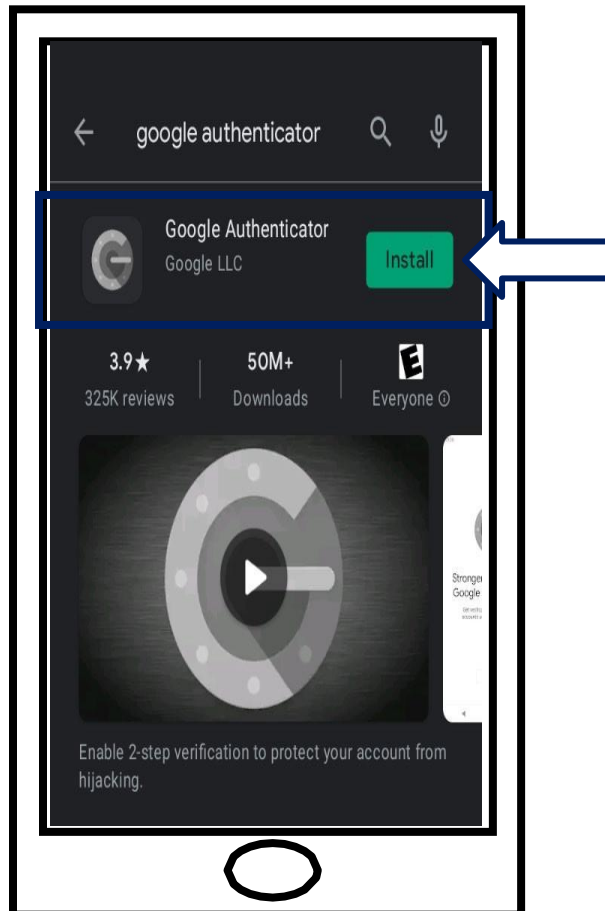 google authenticator
Google Authenticator
Google LLC
Install
3.9★
325K reviews
50M+
Downloads
E
Everyone
Stronger
Google
Enable 2-step verification to protect your account from
hijacking.